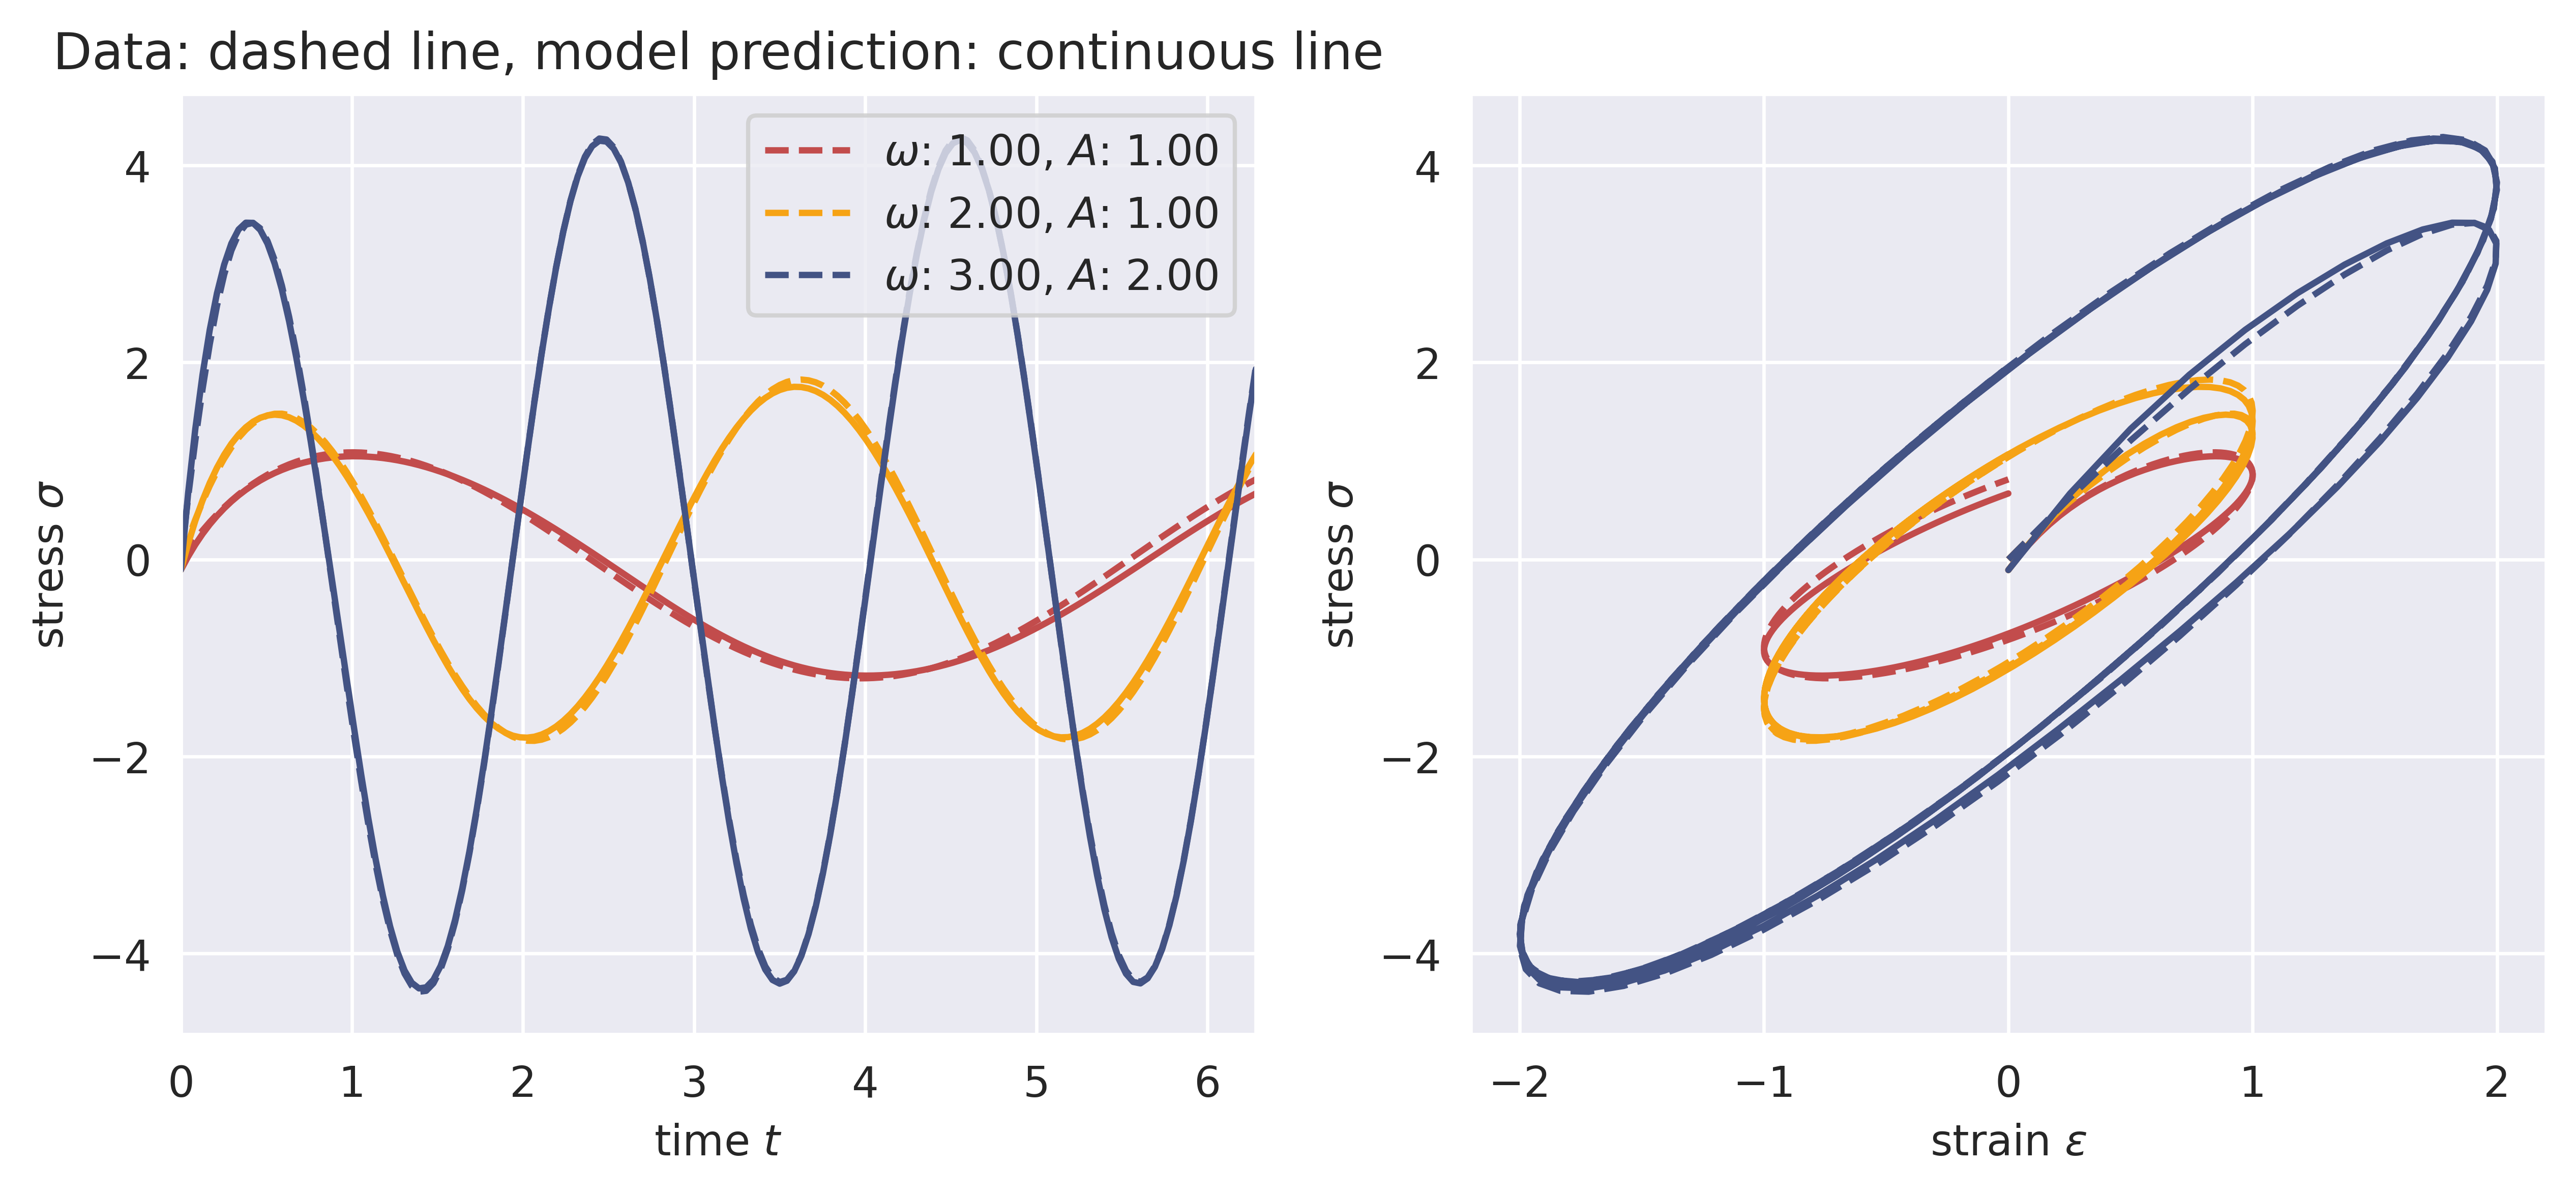 Data: dashed line, model prediction: continuous line
ω: 1.00, A: 1.00
ω: 2.00, A: 1.00
ω: 3.00, A: 2.00
4
2
0
−2
−4
stress σ
0 1 2 3 4 5 6
time t
4
2
0
−2
−4
stress σ
−2 −1 0 1 2
strain ε